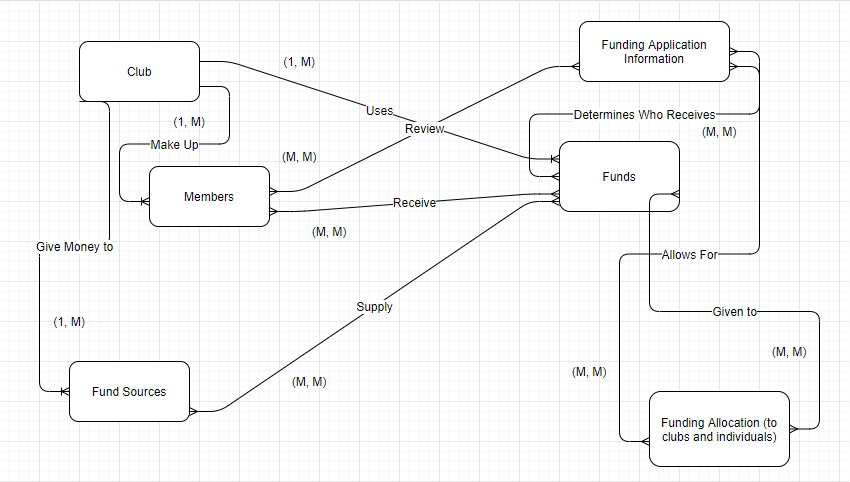 Funding Application
Information
Club
(1, M)
Uses
(1, M)
Determines Who Receives
Review
(M, M)
Make Up
(M, M)
Funds
Members
Receive
(M, M)
Give Money to
Allows For
Supply
Given to
(1, M)
(M, M)
(M, M)
(M, M)
Fund Sources
Funding Allocation (to
clubs and individuals)